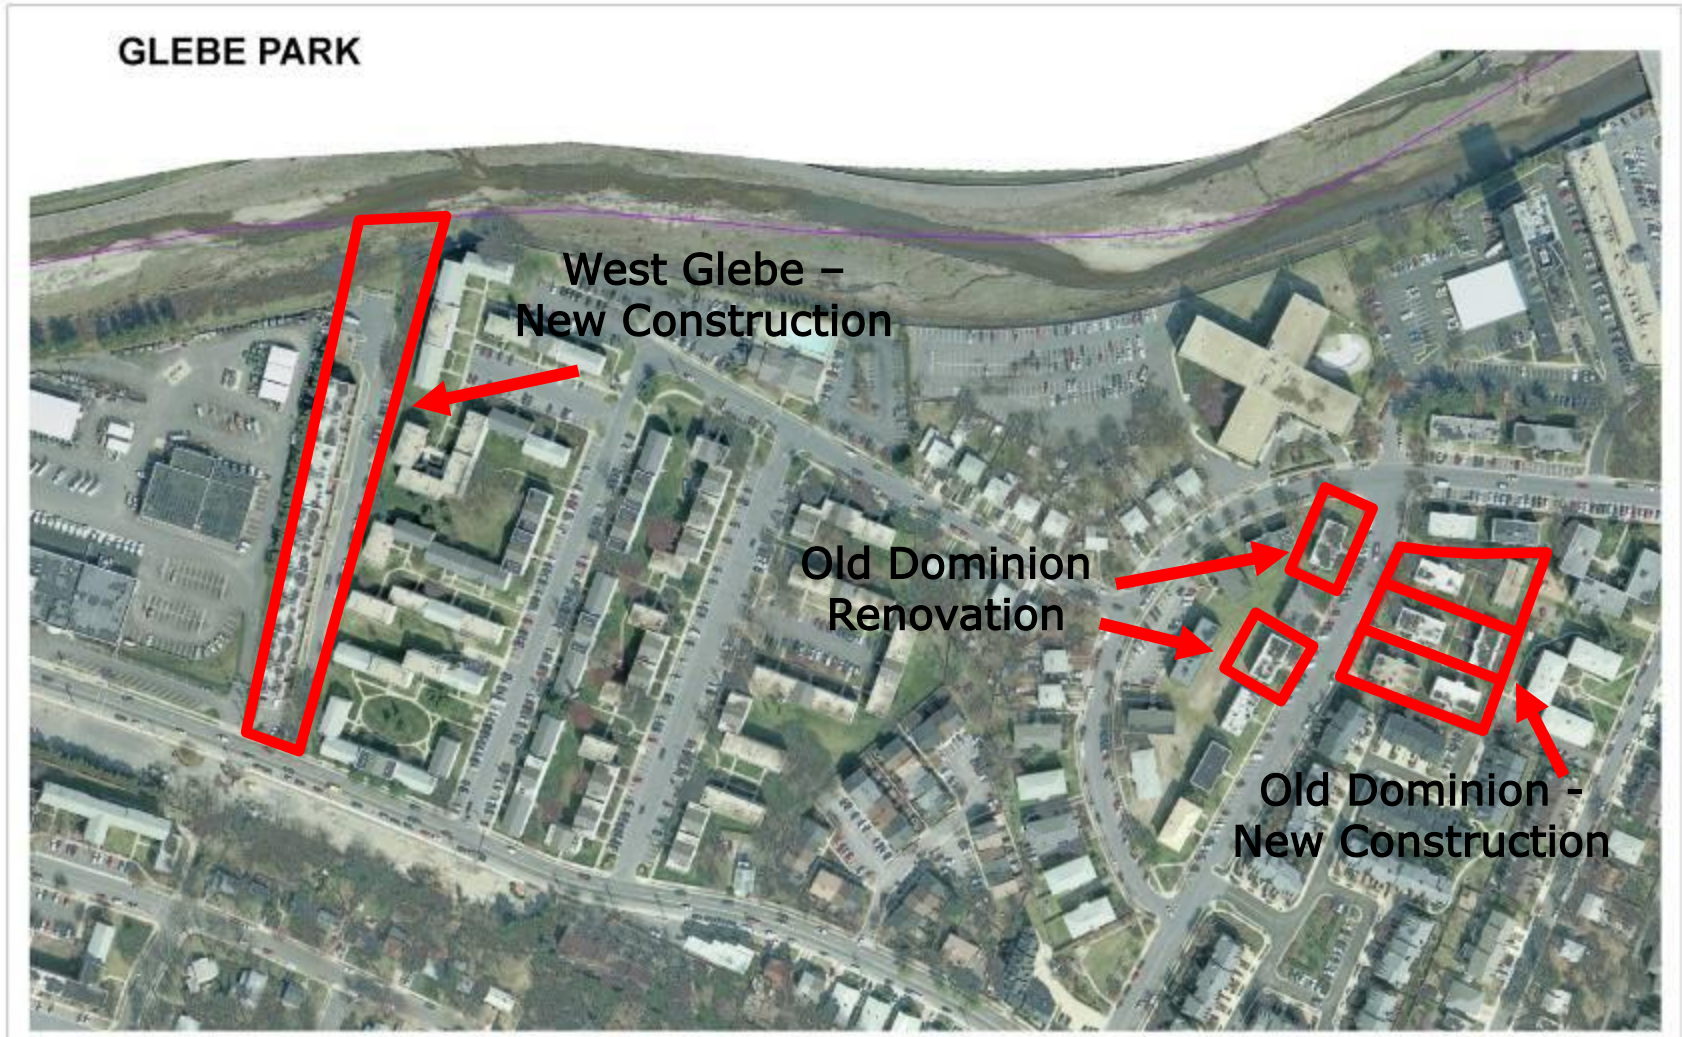 GLEBE PARK
West Glebe –
New Construction
Old Dominion
Renovation
Old Dominion -
New Construction